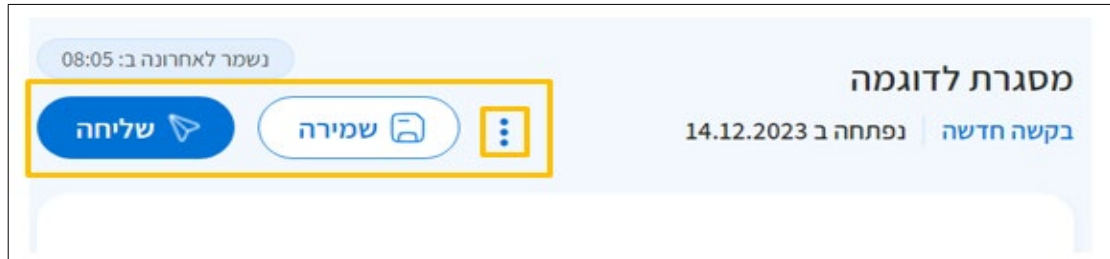 נשמר לאחרונה ב: 08:05
מסגרת לדוגמה
בקשה חדשה נפתחה ב 14.12.2023
שמירה
שליחה